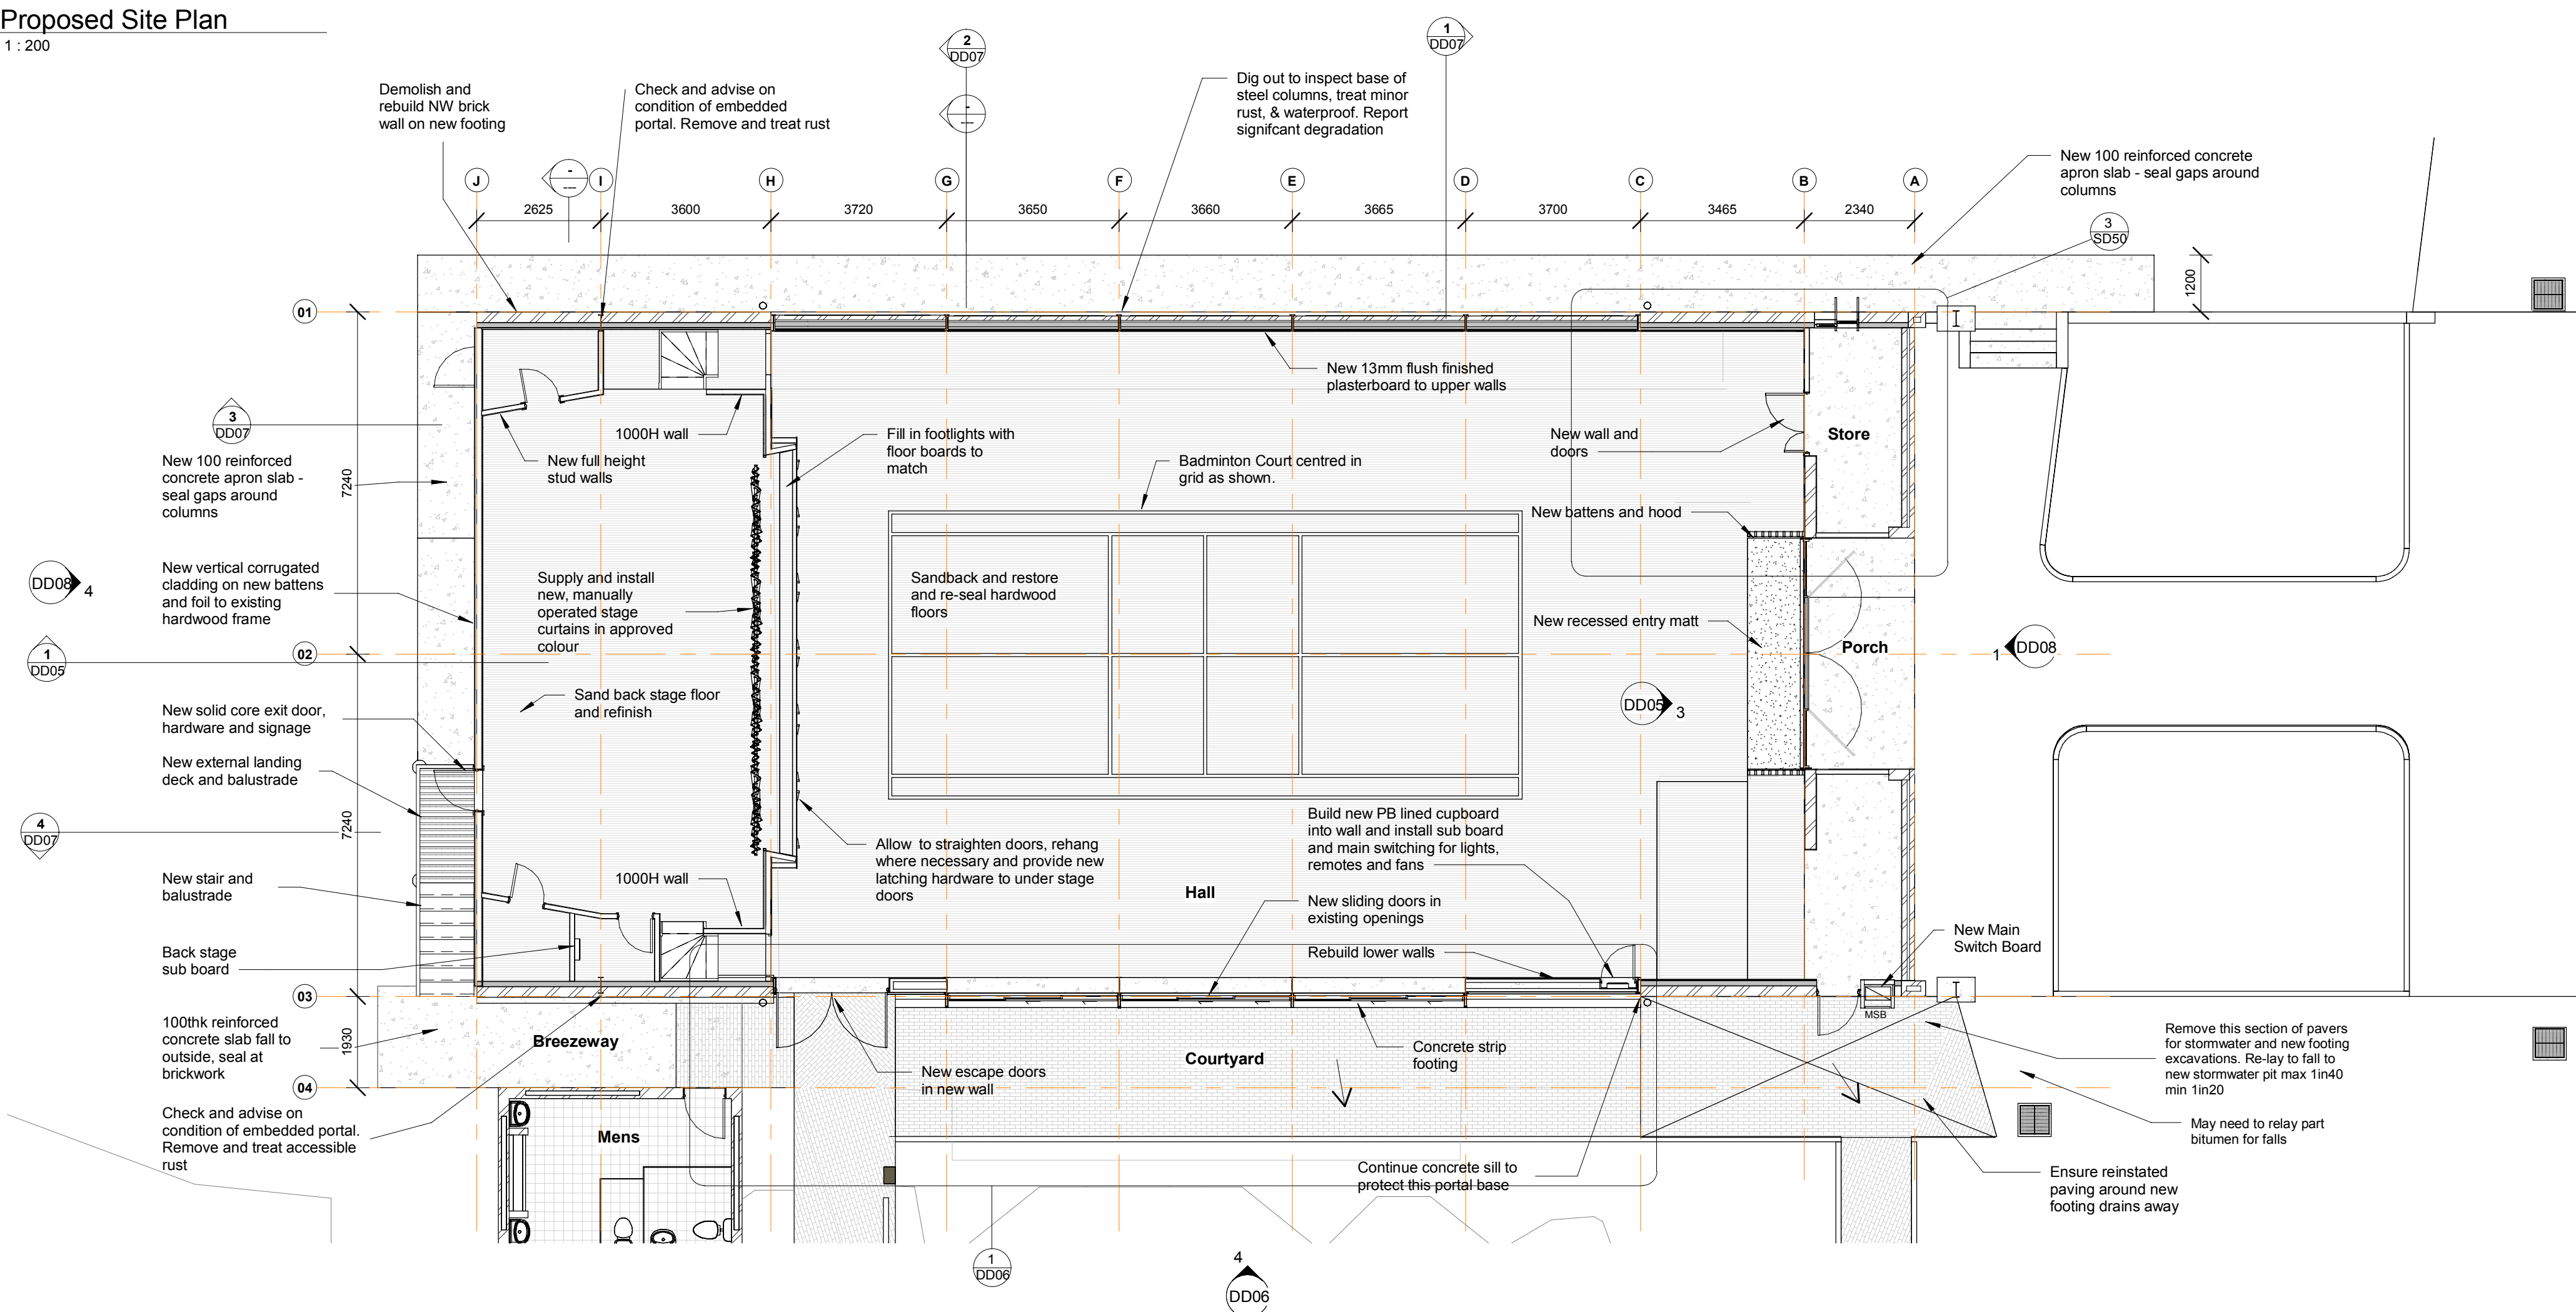 Proposed Site Plan
1 : 200
2
DD07
1
DD07
-
---
Demolish and
rebuild NW brick
wall on new footing
Check and advise on
condition of embedded
portal. Remove and treat rust
Dig out to inspect base of
steel columns, treat minor
rust, & waterproof. Report
signifcant degradation
New 100 reinforced concrete
apron slab - seal gaps around
columns
-
---
J
I
H
G
F
E
D
C
B
A
2625
3600
3720
3650
3660
3665
3700
3465
2340
3
SD50
1200
01
New 13mm flush finished
plasterboard to upper walls
3
DD07
1000H wall
Fill in footlights with
floor boards to
match
New wall and
doors
Store
New full height
stud walls
Badminton Court centred in
grid as shown.
New 100 reinforced
concrete apron slab -
seal gaps around
columns
7240
New battens and hood
DD08
4
New vertical corrugated
cladding on new battens
and foil to existing
hardwood frame
Supply and install
new, manually
operated stage
curtains in approved
colour
Sandback and restore
and re-seal hardwood
floors
New recessed entry matt
1
DD05
02
Porch
1
DD08
Sand back stage floor
and refinish
DD05
3
New solid core exit door,
hardware and signage
New external landing
deck and balustrade
4
DD07
7240
Build new PB lined cupboard
into wall and install sub board
and main switching for lights,
remotes and fans
Allow  to straighten doors, rehang
where necessary and provide new
latching hardware to under stage
doors
New stair and
balustrade
1000H wall
Hall
New sliding doors in
existing openings
Back stage
sub board
Rebuild lower walls
New Main
Switch Board
03
MSB
100thk reinforced
concrete slab fall to
outside, seal at
brickwork
1930
Breezeway
Courtyard
Concrete strip
footing
New escape doors
in new wall
Remove this section of pavers
for stormwater and new footing
excavations. Re-lay to fall to
new stormwater pit max 1in40
min 1in20
04
Check and advise on
condition of embedded portal.
Remove and treat accessible
rust
Mens
May need to relay part
bitumen for falls
Continue concrete sill to
protect this portal base
Ensure reinstated
paving around new
footing drains away
1
DD06
4
DD06